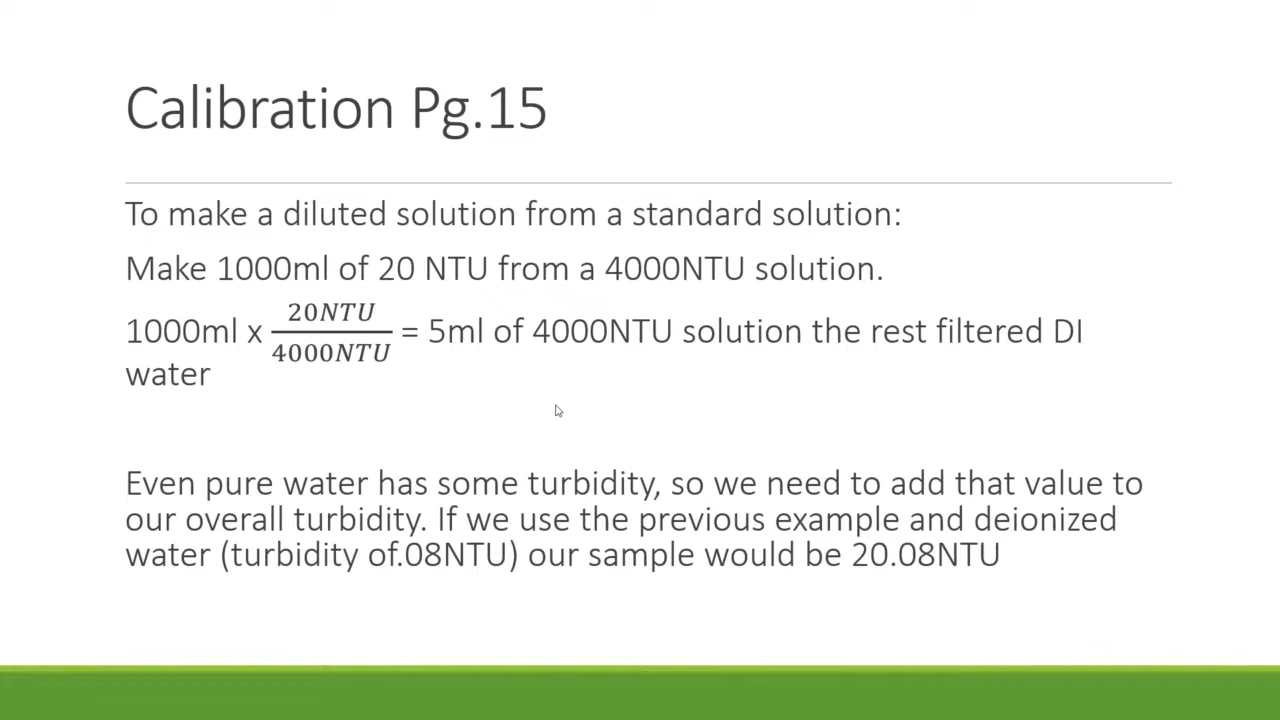 Calibration Pg.15
To make a diluted solution from a standard solution:
Make 1000ml of 20 NTU from a 4000NTU solution.
1000ml x 20NTU/4000NTU = 5ml of 4000NTU solution the rest filtered DI
water
Even pure water has some turbidity, so we need to add that value to
our overall turbidity. If we use the previous example and deionized
water (turbidity of.08NTU) our sample would be 20.08NTU